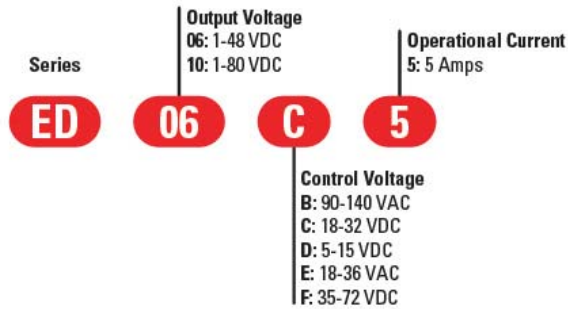 Output Voltage
06: 1-48 VDC
10: 1-80 VDC
Operational Current
5: 5 Amps
Series
ED
06
C
5
Control Voltage
B: 90-140 VAC
C: 18-32 VDC
D: 5-15 VDC
E: 18-36 VAC
F: 35-72 VDC